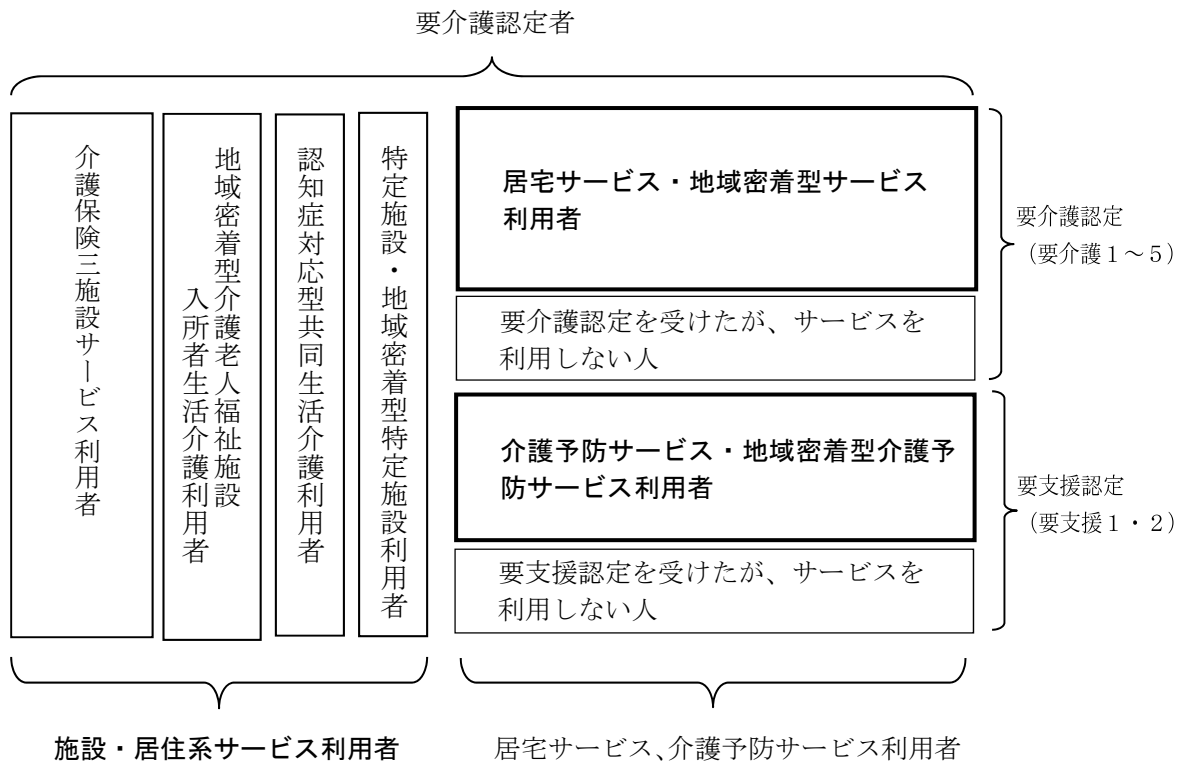 要介護認定者
介護保険三施設サービス利用者
地域密着型介護老人福祉施設
入所者生活介護利用者
認知症対応型共同生活介護利用者
特定施設・地域密着型特定施設利用者
居宅サービス・地域密着型サービス
利用者
要介護認定を受けたが、サービスを
利用しない人
要介護認定
（要介護１～５）
介護予防サービス・地域密着型介護予
防サービス利用者
要支援認定を受けたが、サービスを
利用しない人
要支援認定
（要支援１・２）
施設・居住系サービス利用者
居宅サービス、介護予防サービス利用者